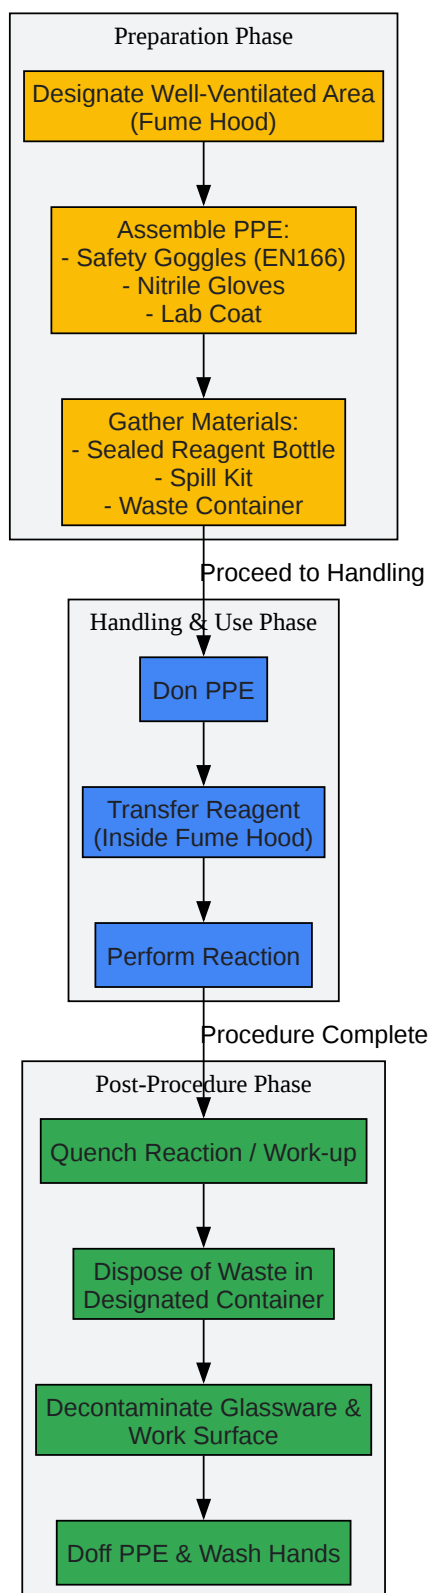 Preparation Phase
Designate Well-Ventilated Area
(Fume Hood)
Assemble PPE:
- Safety Goggles (EN166)
- Nitrile Gloves
- Lab Coat
Gather Materials:
- Sealed Reagent Bottle
- Spill Kit
- Waste Container
Proceed to Handling
Handling & Use Phase
Don PPE
Transfer Reagent
(Inside Fume Hood)
Perform Reaction
Procedure Complete
Post-Procedure Phase
Quench Reaction / Work-up
Dispose of Waste in
Designated Container
Decontaminate Glassware &
Work Surface
Doff PPE & Wash Hands